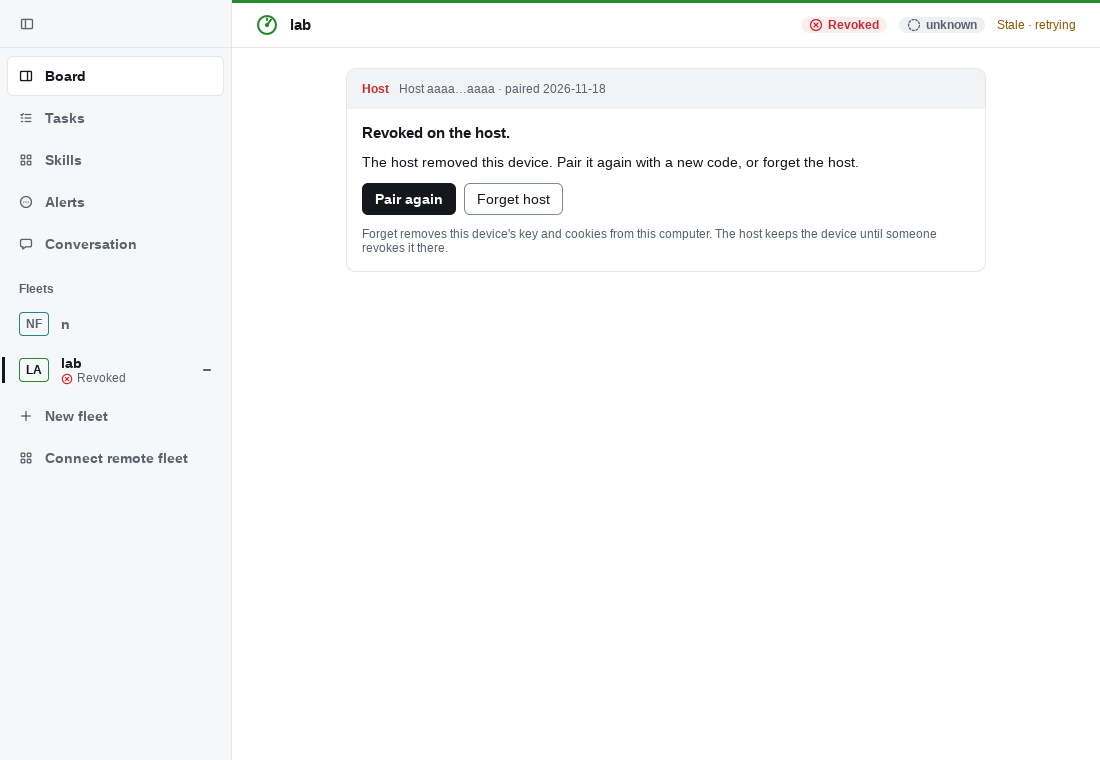 lab
Revoked
unknown
Stale · retrying
Board
Tasks
Skills
Alerts
Conversation
Fleets
NF n
LA lab
Revoked
New fleet
Connect remote fleet
Host Host aaaa…aaaa · paired 2026-11-18
Revoked on the host.
The host removed this device. Pair it again with a new code, or forget the host.
Pair again
Forget host
Forget removes this device's key and cookies from this computer. The host keeps the device until someone
revokes it there.